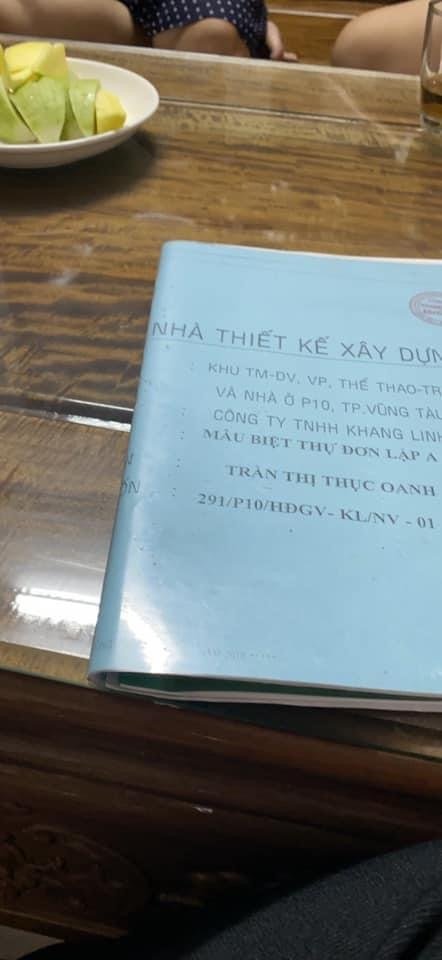 NHÀ THIẾT KẾ XÂY DỰN
: KHU TM-DV, VP, THỂ THAO-TR
VÀ NHÀ Ở P10, TP.VŨNG TÀU
: CÔNG TY TNHH KHANG LINH
: MẪU BIỆT THỰ ĐƠN LẬP A
: TRẦN THỊ THỤC OANH
: 291/P10/HĐGV- KL/NV - 01